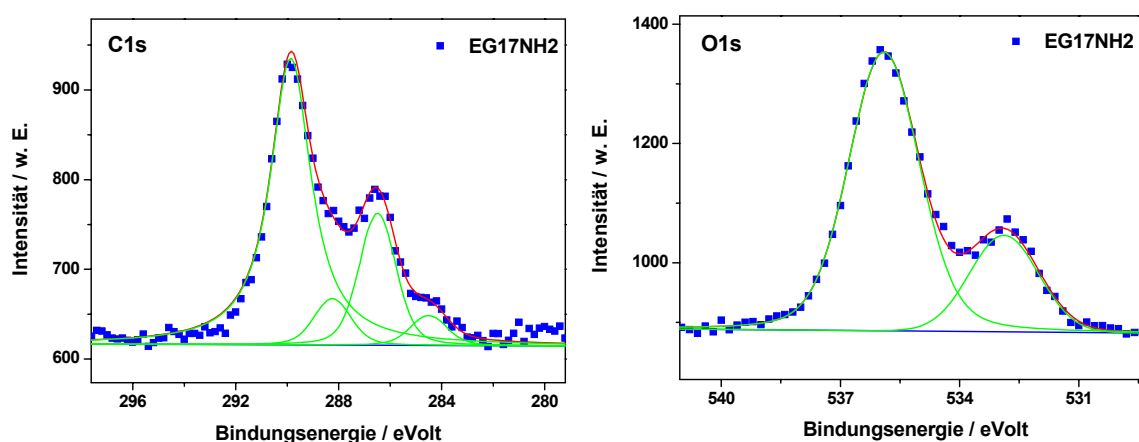 C1s
EG17NH2
950
900
800
700
600
296
292
288
284
280
Intensität / w. E.
Bindungsenergie / eVolt
O1s
EG17NH2
1400
1200
1000
540
537
534
531
Intensität / w. E.
Bindungsenergie / eVolt